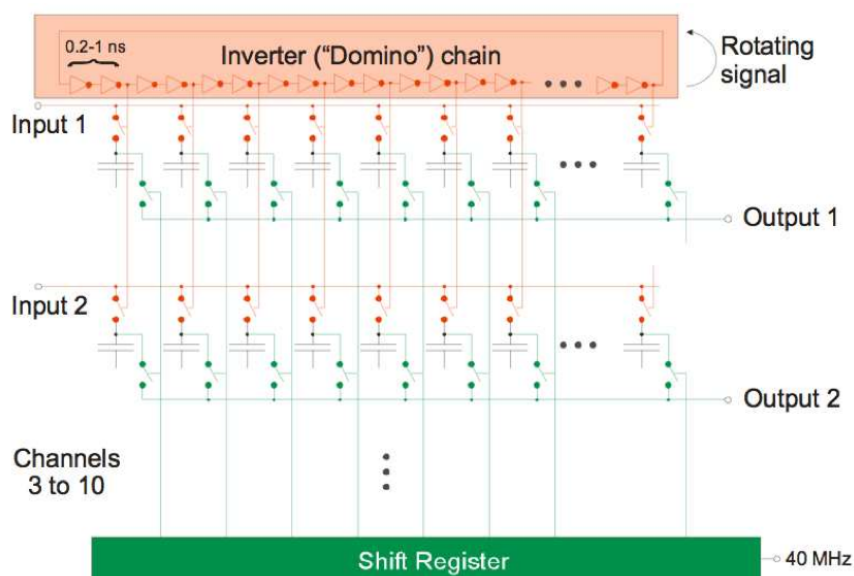 0.2-1 ns
Inverter (“Domino”) chain
Rotating
signal
Input 1
Output 1
Input 2
Output 2
Channels
3 to 10
Shift Register
40 MHz